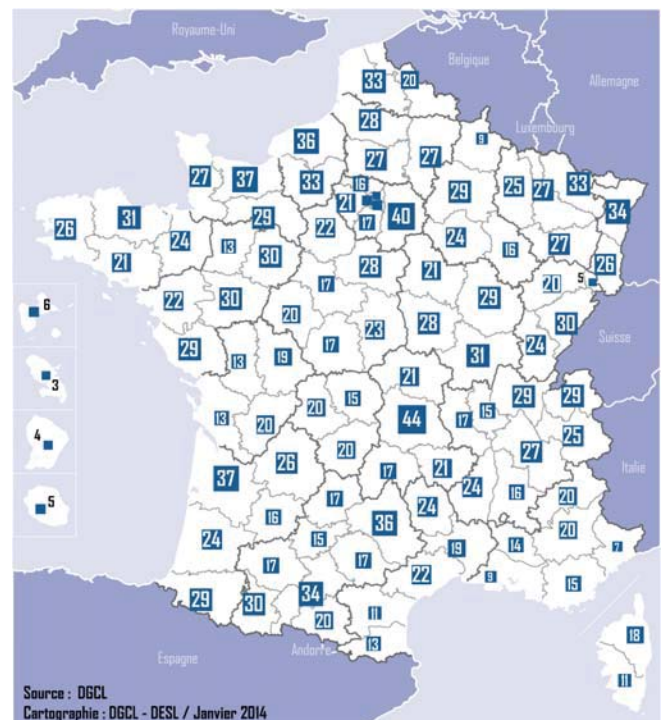 Royaume-Uni
Belgique
Allemagne
Luxembourg
33 20
28
36 9
27 27
27 37 33 16 25 27 33
29 34
21 40
29 22 17
26 31 24 13 30 24 16 27
21 28 21 26
17 20 5
22 30 29
20 28 30
23 24
6 29 17 31 Suisse
13 19 21
3 15 29 29
20 44 15
13 20 17 25
4 27
26 20 21
37 17 24 Italie
5 17 24 16 20
16 36 20
24 15 19 14 7
17 17
22 9
29 34 15
30 20 11 18
13
Espagne Andorre 11
Source : DGCL
Cartographie : DGCL - DESL / Janvier 2014